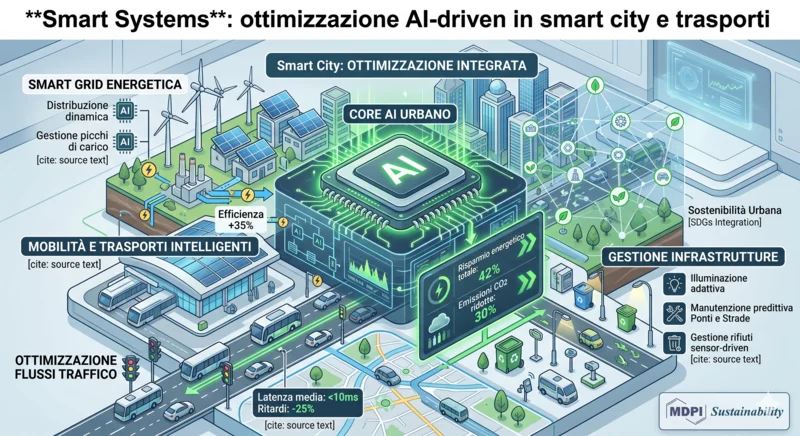 **Smart Systems**: ottimizzazione AI-driven in smart city e trasporti
SMART GRID ENERGETICA
Distribuzione
dinamica
AI
Gestione picchi
di carico
AI
[cite: source text]
Smart City: OTTIMIZZAZIONE INTEGRATA
CORE AI URBANO
AI
Efficienza
+35%
MOBILITÀ E TRASPORTI INTELLIGENTI
[cite: source text]
Risparmio energetico
totale:
42%
Emissioni CO2
ridotte:
30%
Sostenibilità Urbana
[SDGs Integration]
GESTIONE INFRASTRUTTURE
Illuminazione
adattiva
Manutenzione predittiva
Ponti e Strade
Gestione rifiuti
sensor-driven
[cite: source text]
OTTIMIZZAZIONE
FLUSSI TRAFFICO
Latenza media: <10ms
Ritardi: -25%
[cite: source text]
MDPI
Sustainability